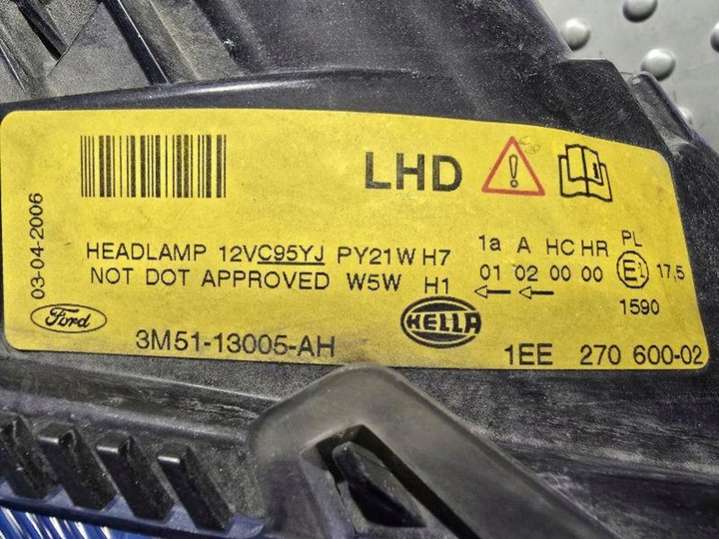 LHD
03-04-2006
HEADLAMP 12VC95YJ PY21W H7
NOT DOT APPROVED W5W H1
1a A HC HR PL
01 02 00 00 E1 17,5
1590
Ford
HELLA
3M51-13005-AH
1EE 270 600-02